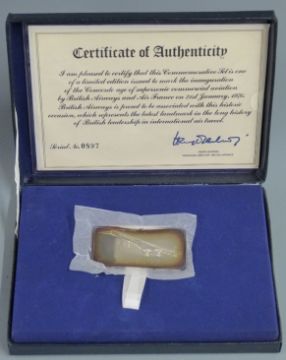 Certificate of Authenticity
I am pleased to certify that this Commemorative Set is one
of a limited edition issued to mark the inauguration
of the Concorde age of supersonic commercial aviation
by British Airways and Air France on 21st January, 1976.
British Airways is proud to be associated with this historic
occasion, which represents the latest landmark in the long history
of British leadership in international air travel.
Serial No 0897